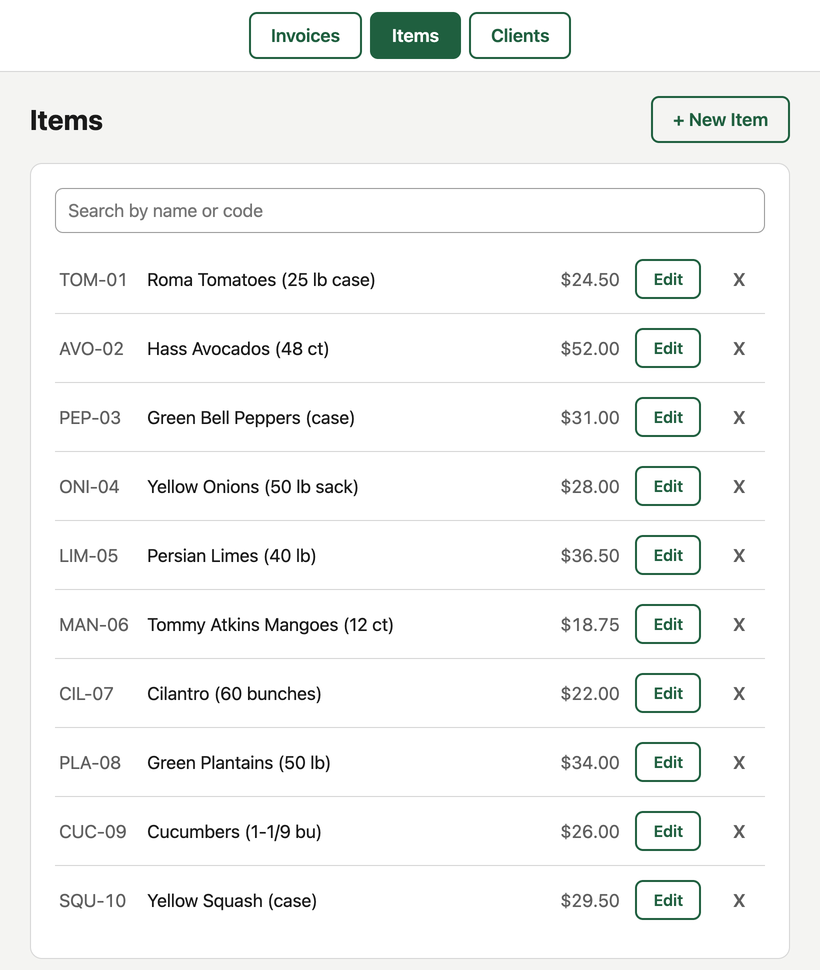 Invoices Items Clients
Items + New Item
Search by name or code
TOM-01 Roma Tomatoes (25 lb case) $24.50 Edit X
AVO-02 Hass Avocados (48 ct) $52.00 Edit X
PEP-03 Green Bell Peppers (case) $31.00 Edit X
ONI-04 Yellow Onions (50 lb sack) $28.00 Edit X
LIM-05 Persian Limes (40 lb) $36.50 Edit X
MAN-06 Tommy Atkins Mangoes (12 ct) $18.75 Edit X
CIL-07 Cilantro (60 bunches) $22.00 Edit X
PLA-08 Green Plantains (50 lb) $34.00 Edit X
CUC-09 Cucumbers (1-1/9 bu) $26.00 Edit X
SQU-10 Yellow Squash (case) $29.50 Edit X